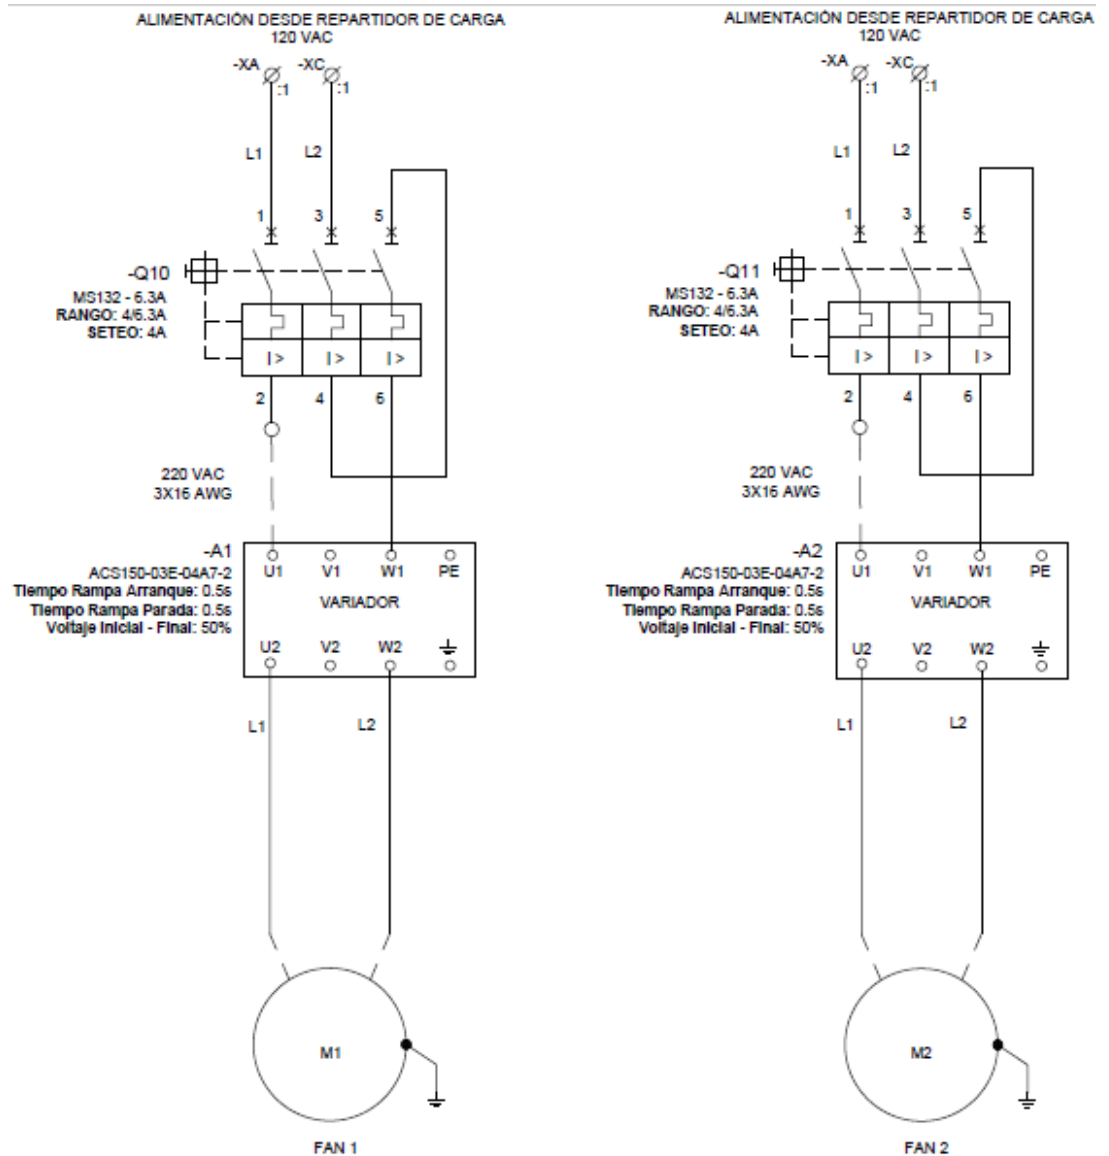 ALIMENTACIÓN DESDE REPARTIDOR DE CARGA
120 VAC
-XA
-XC
:1
:1
L1
L2
1
3
5
-Q10
MS132 - 6.3A
RANGO: 4/6.3A
SETEO: 4A
I >
I >
I >
2
4
6
220 VAC
3X16 AWG
-A1
ACS150-03E-04A7-2
Tiempo Rampa Arranque: 0.5s
Tiempo Rampa Parada: 0.5s
Voltaje Inicial - Final: 50%
U1
V1
W1
PE
VARIADOR
U2
V2
W2
L1
L2
M1
FAN 1
ALIMENTACIÓN DESDE REPARTIDOR DE CARGA
120 VAC
-XA
-XC
:1
:1
L1
L2
1
3
5
-Q11
MS132 - 6.3A
RANGO: 4/6.3A
SETEO: 4A
I >
I >
I >
2
4
6
220 VAC
3X16 AWG
-A2
ACS150-03E-04A7-2
Tiempo Rampa Arranque: 0.5s
Tiempo Rampa Parada: 0.5s
Voltaje Inicial - Final: 50%
U1
V1
W1
PE
VARIADOR
U2
V2
W2
L1
L2
M2
FAN 2